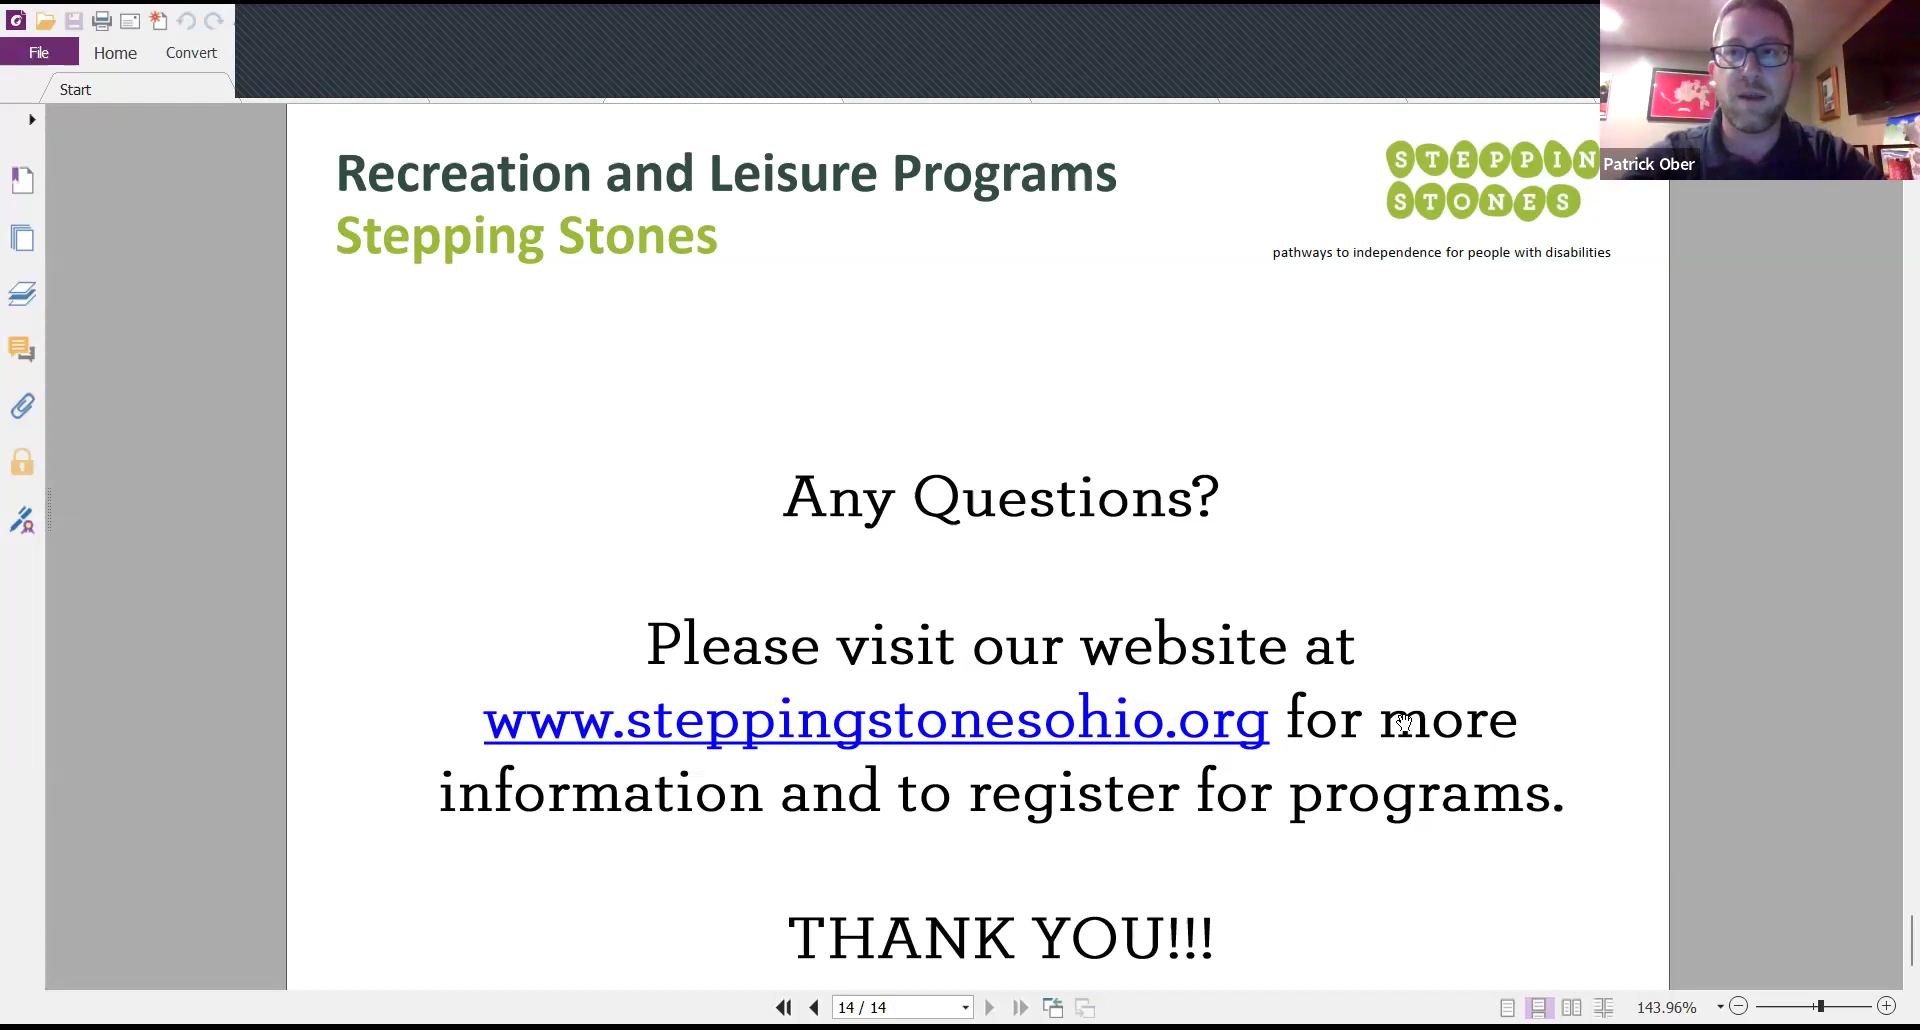 File
Home
Convert
Start
Recreation and Leisure Programs
Stepping Stones
STEPPIN
STONES
pathways to independence for people with disabilities
Patrick Ober
Any Questions?
Please visit our website at
www.steppingstonesohio.org for more
information and to register for programs.
THANK YOU!!!
14 / 14
143.96%